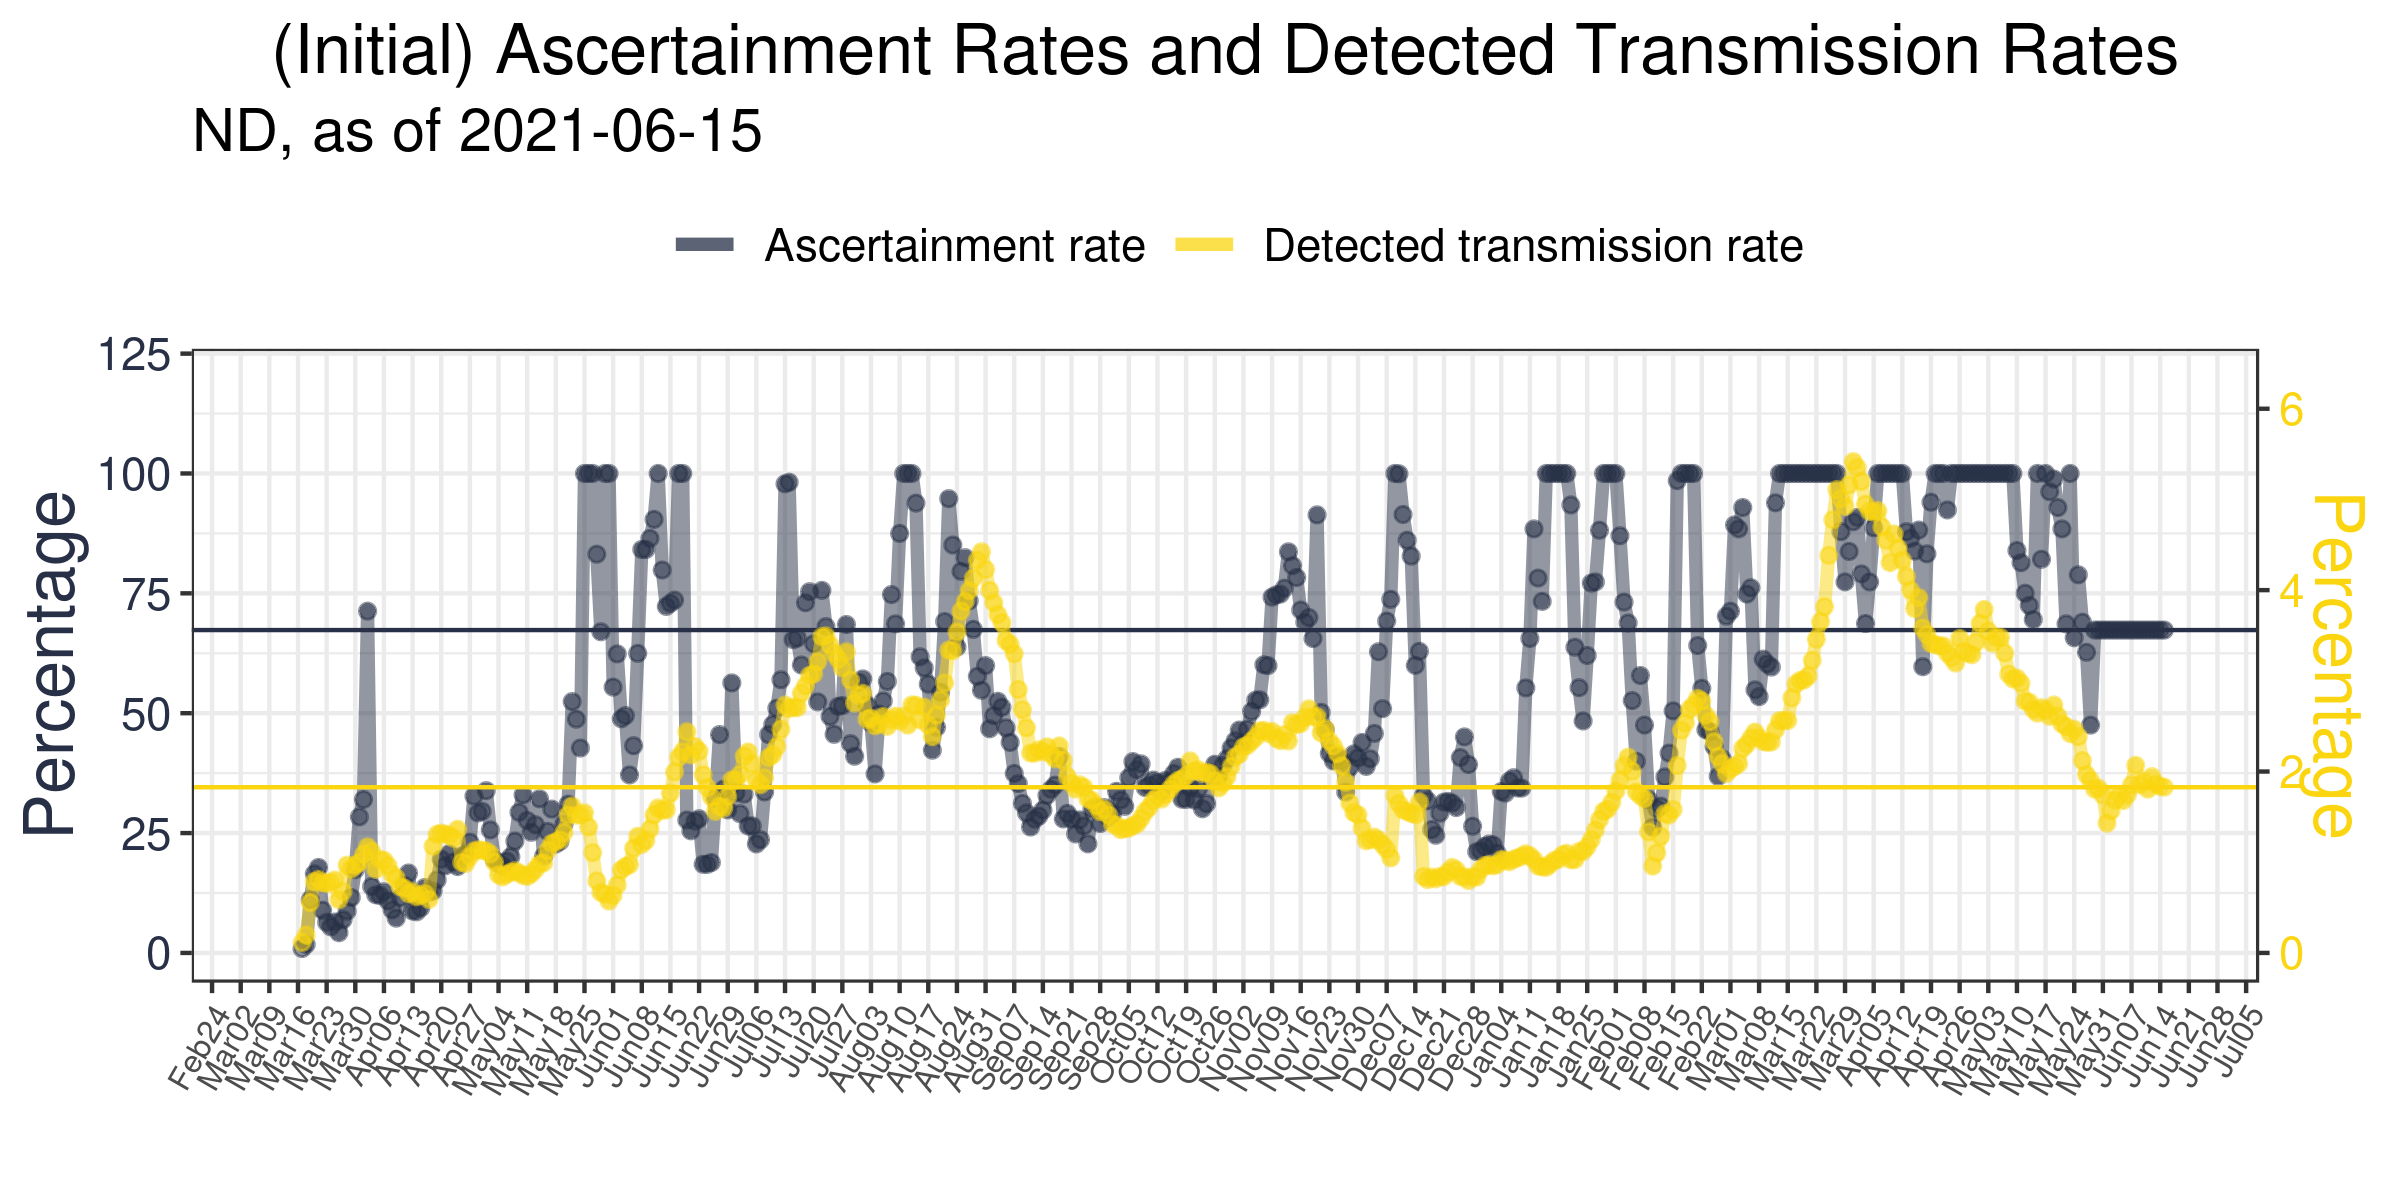 (Initial) Ascertainment Rates and Detected Transmission Rates
ND, as of 2021-06-15
Ascertainment rate
Detected transmission rate
Percentage
125
100
75
50
25
0
6
4
2
0
Percentage
Feb24
Mar02
Mar09
Mar16
Mar23
Mar30
Apr06
Apr13
Apr20
Apr27
May04
May11
May18
May25
Jun01
Jun08
Jun15
Jun22
Jun29
Jul06
Jul13
Jul20
Jul27
Aug03
Aug10
Aug17
Aug24
Aug31
Sep07
Sep14
Sep21
Sep28
Oct05
Oct12
Oct19
Oct26
Nov02
Nov09
Nov16
Nov23
Nov30
Dec07
Dec14
Dec21
Dec28
Jan04
Jan11
Jan18
Jan25
Feb01
Feb08
Feb15
Feb22
Mar01
Mar08
Mar15
Mar22
Mar29
Apr05
Apr12
Apr19
Apr26
May03
May10
May17
May24
May31
Jun07
Jun14
Jun21
Jun28
Jul05